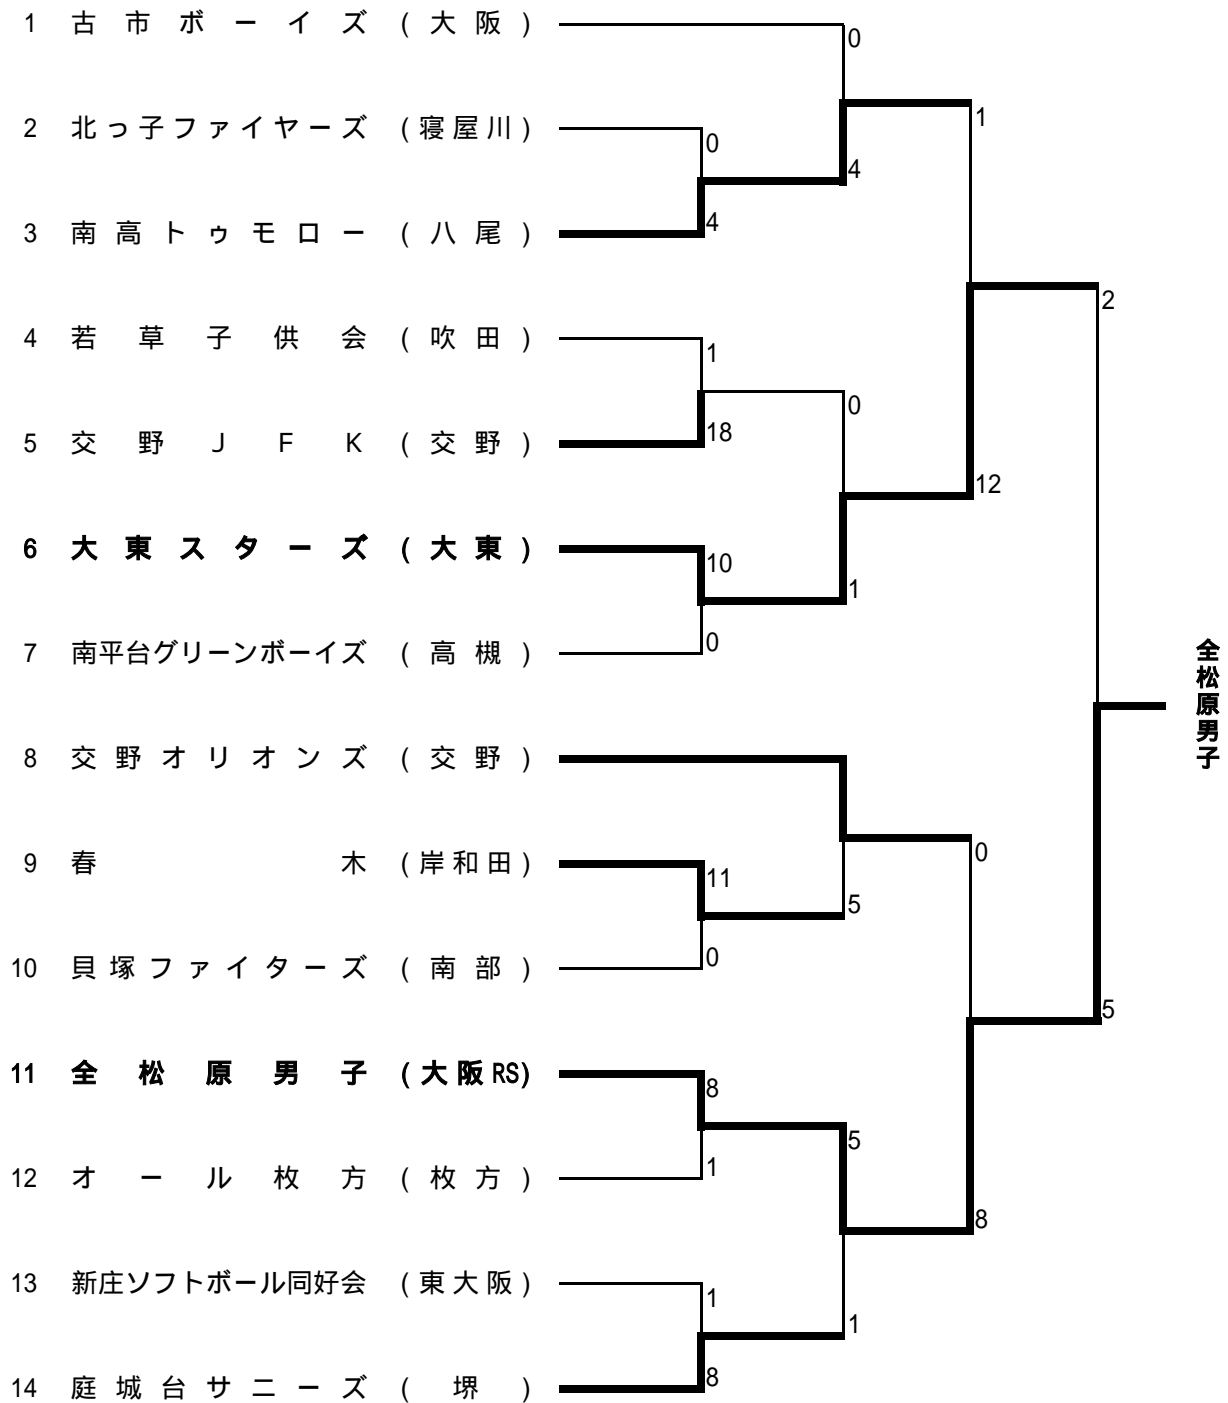 1 古市ボーイズ (大阪)
0
2 北っ子ファイヤーズ (寝屋川)
0
1
4
3 南高トゥモロー (八尾)
4
2
4 若草子供会 (吹田)
1
0
5 交野JFK (交野)
18
12
6 大東スターズ (大東)
10
1
7 南平台グリーンボーイズ (高槻)
0
全松原男子
8 交野オリオンズ (交野)
0
9 春木 (岸和田)
11
5
10 貝塚ファイターズ (南部)
0
5
11 全松原男子 (大阪RS)
8
5
12 オール枚方 (枚方)
1
8
13 新庄ソフトボール同好会 (東大阪)
1
1
14 庭城台サニーズ (堺)
8